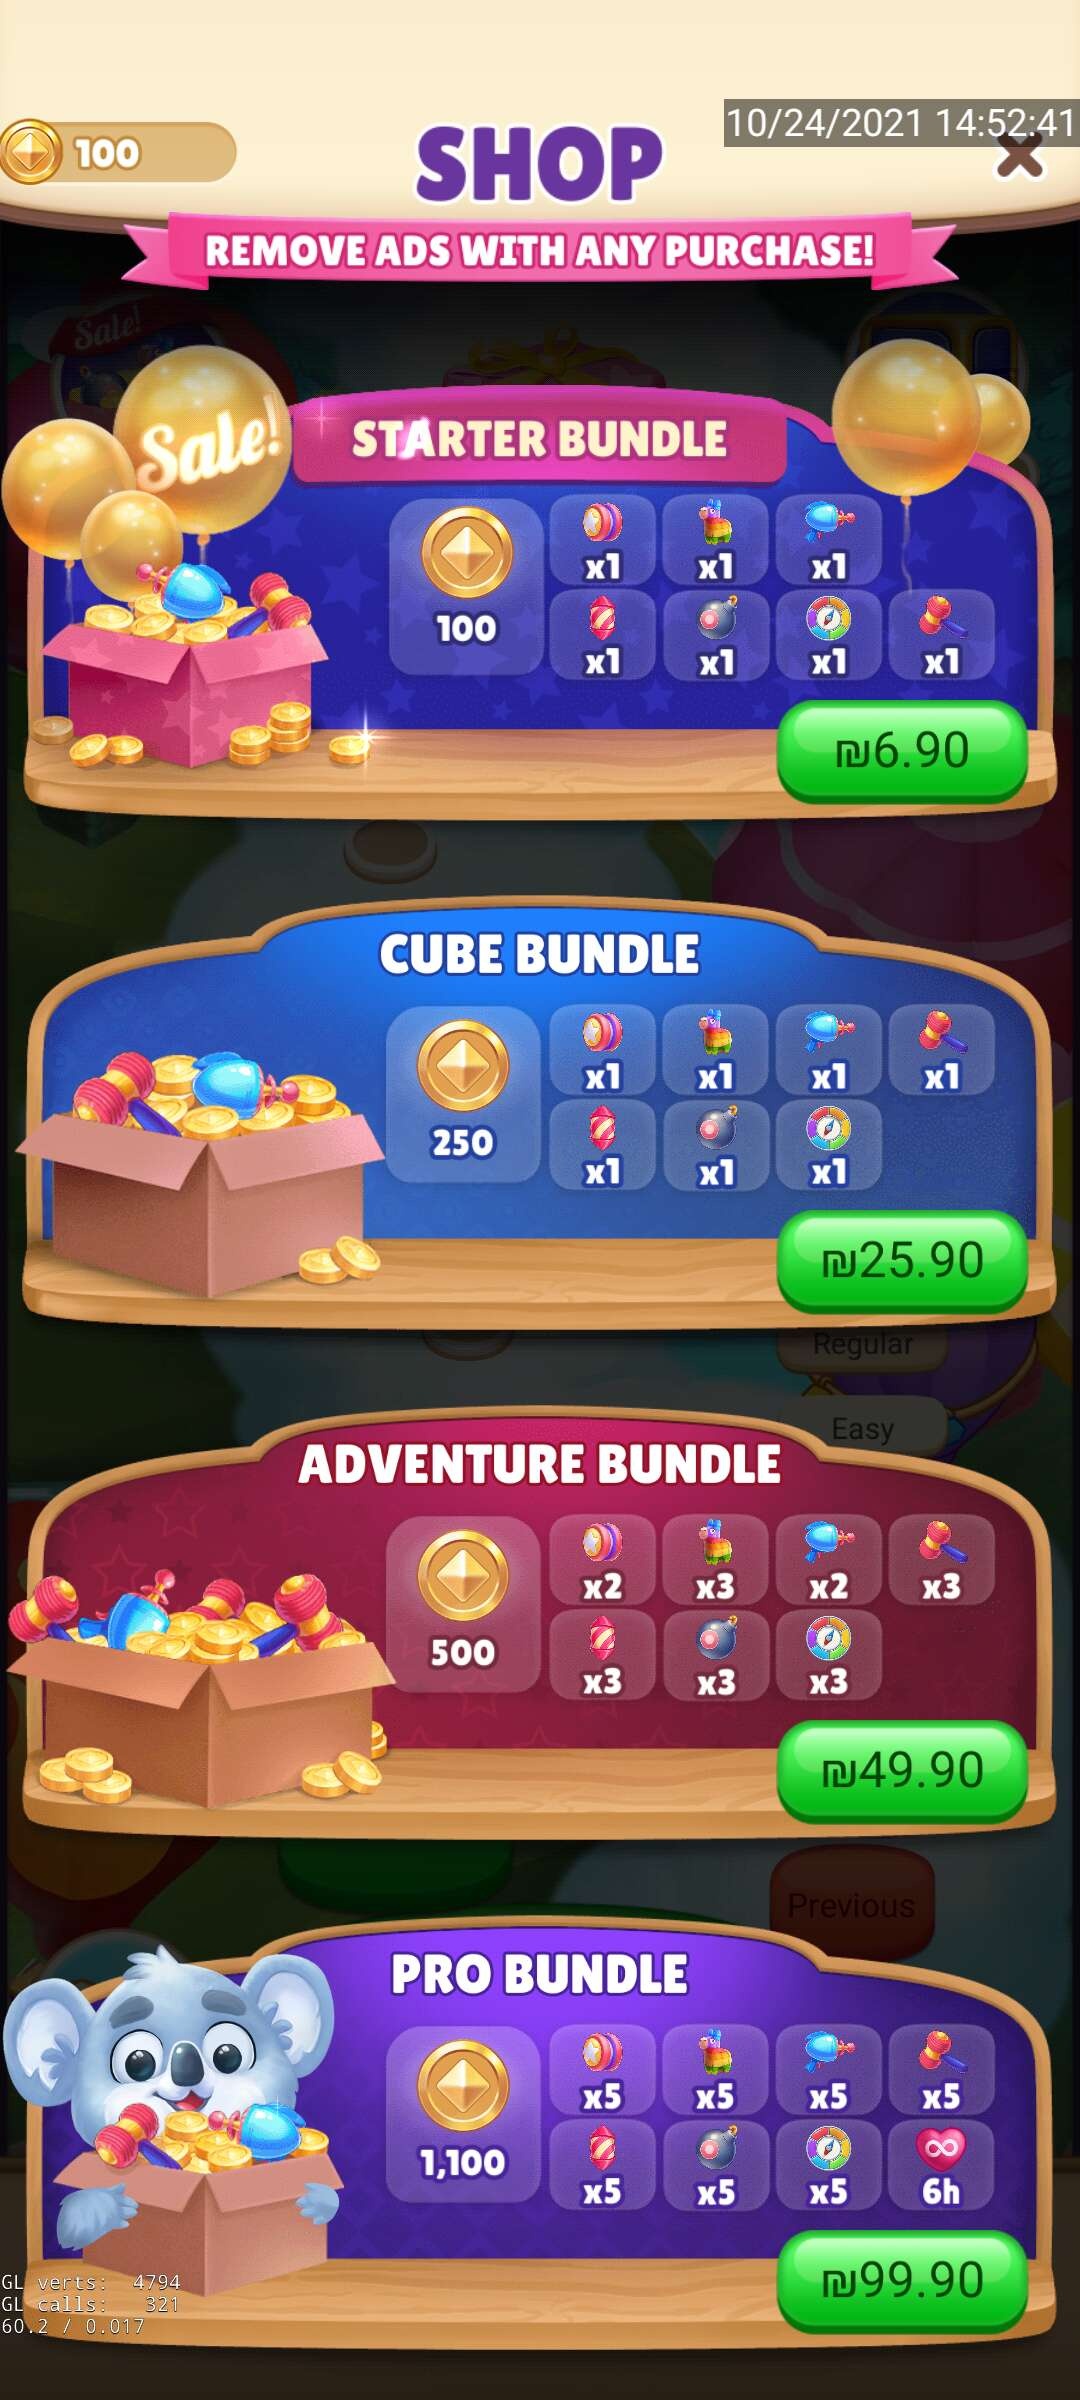 10/24/2021 14:52:41
100
SHOP
REMOVE ADS WITH ANY PURCHASE!
Sale!
Sale!
STARTER BUNDLE
100
x1 x1 x1
x1 x1 x1 x1
₪6.90
CUBE BUNDLE
250
x1 x1 x1 x1
x1 x1 x1
₪25.90
Regular
Easy
ADVENTURE BUNDLE
500
x2 x3 x2 x3
x3 x3 x3
₪49.90
Previous
PRO BUNDLE
1,100
x5 x5 x5 x5
x5 x5 x5 6h
₪99.90
GL verts: 4794
GL calls: 321
60.2 / 0.017